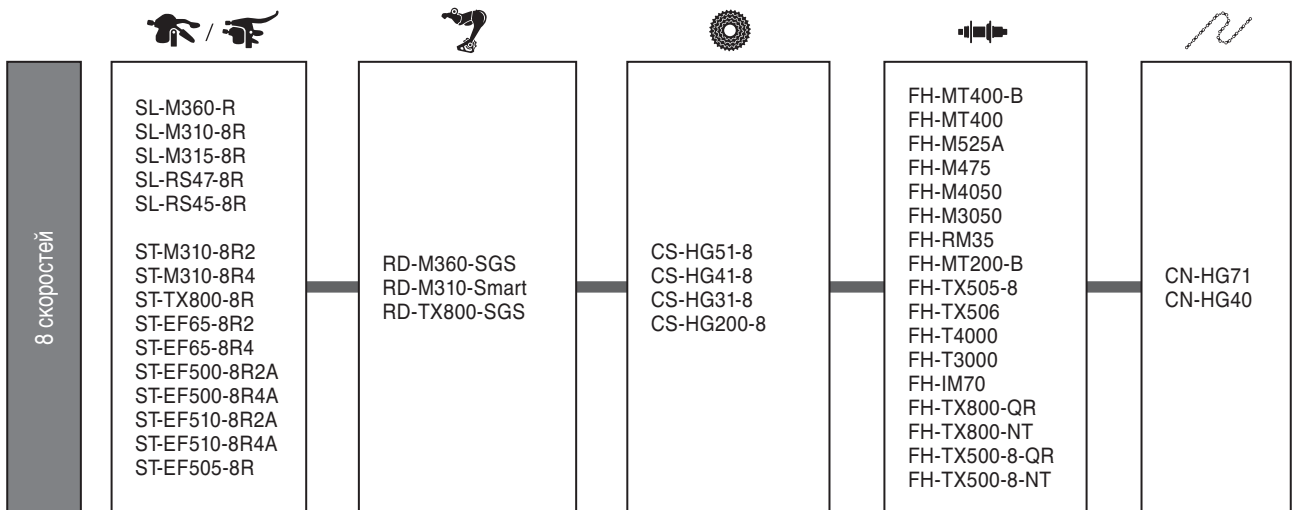 /
8 скоростей
SL-M360-R
SL-M310-8R
SL-M315-8R
SL-RS47-8R
SL-RS45-8R
ST-M310-8R2
ST-M310-8R4
ST-TX800-8R
ST-EF65-8R2
ST-EF65-8R4
ST-EF500-8R2A
ST-EF500-8R4A
ST-EF510-8R2A
ST-EF510-8R4A
ST-EF505-8R
RD-M360-SGS
RD-M310-Smart
RD-TX800-SGS
CS-HG51-8
CS-HG41-8
CS-HG31-8
CS-HG200-8
FH-MT400-B
FH-MT400
FH-M525A
FH-M475
FH-M4050
FH-M3050
FH-RM35
FH-MT200-B
FH-TX505-8
FH-TX506
FH-T4000
FH-T3000
FH-IM70
FH-TX800-QR
FH-TX800-NT
FH-TX500-8-QR
FH-TX500-8-NT
CN-HG71
CN-HG40